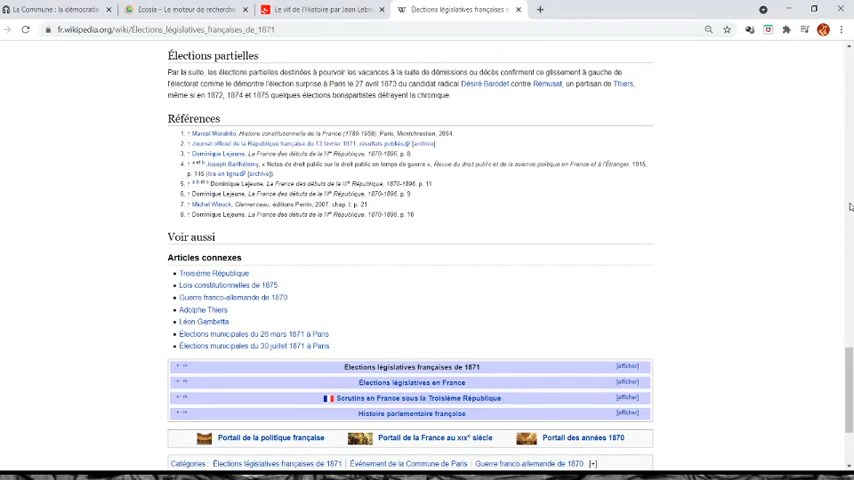 La Commune : la démocratie
Ecosia – Le moteur de recherche
Le vif de l'Histoire par Jean Lebru
Élections législatives françaises d
fr.wikipedia.org/wiki/Élections_législatives_françaises_de_1871
Élections partielles
Par la suite, les élections partielles destinées à pourvoir les vacances à la suite de démissions ou décès confirment ce glissement à gauche de
l'électorat comme le démontre l'élection surprise à Paris le 27 avril 1873 du candidat radical Désiré Barodet contre Rémusat, un partisan de Thiers,
même si en 1872, 1874 et 1875 quelques élections bonapartistes défrayent la chronique.
Références
1. ↑ Marcel Morabito, Histoire constitutionnelle de la France (1789-1958), Paris, Montchrestien, 2004.
2. ↑ Journal officiel de la République française du 13 février 1871, résultats publiés [archive]
3. ↑ Dominique Lejeune, La France des débuts de la IIIe République, 1870-1896, p. 8
4. ↑ a et b Joseph Barthélemy, « Notes de droit public sur le droit public en temps de guerre », Revue du droit public et de la science politique en France et à l'Étranger, 1915,
p. 145 (lire en ligne [archive]).
5. ↑ a b et c Dominique Lejeune, La France des débuts de la IIIe République, 1870-1896, p. 11
6. ↑ Dominique Lejeune, La France des débuts de la IIIe République, 1870-1896, p. 9
7. ↑ Michel Winock, Clemenceau, éditions Perrin, 2007, chap. I, p. 21
8. ↑ Dominique Lejeune, La France des débuts de la IIIe République, 1870-1896, p. 10
Voir aussi
Articles connexes
Troisième République
Lois constitutionnelles de 1875
Guerre franco-allemande de 1870
Adolphe Thiers
Léon Gambetta
Élections municipales du 26 mars 1871 à Paris
Élections municipales du 30 juillet 1871 à Paris
v · m Élections législatives françaises de 1871 [afficher]
v · m Élections législatives en France [afficher]
v · m Scrutins en France sous la Troisième République [afficher]
v · m Histoire parlementaire française [afficher]
Portail de la politique française Portail de la France au XIXe siècle Portail des années 1870
Catégories : Élections législatives françaises de 1871 | Événement de la Commune de Paris | Guerre franco-allemande de 1870 [+]